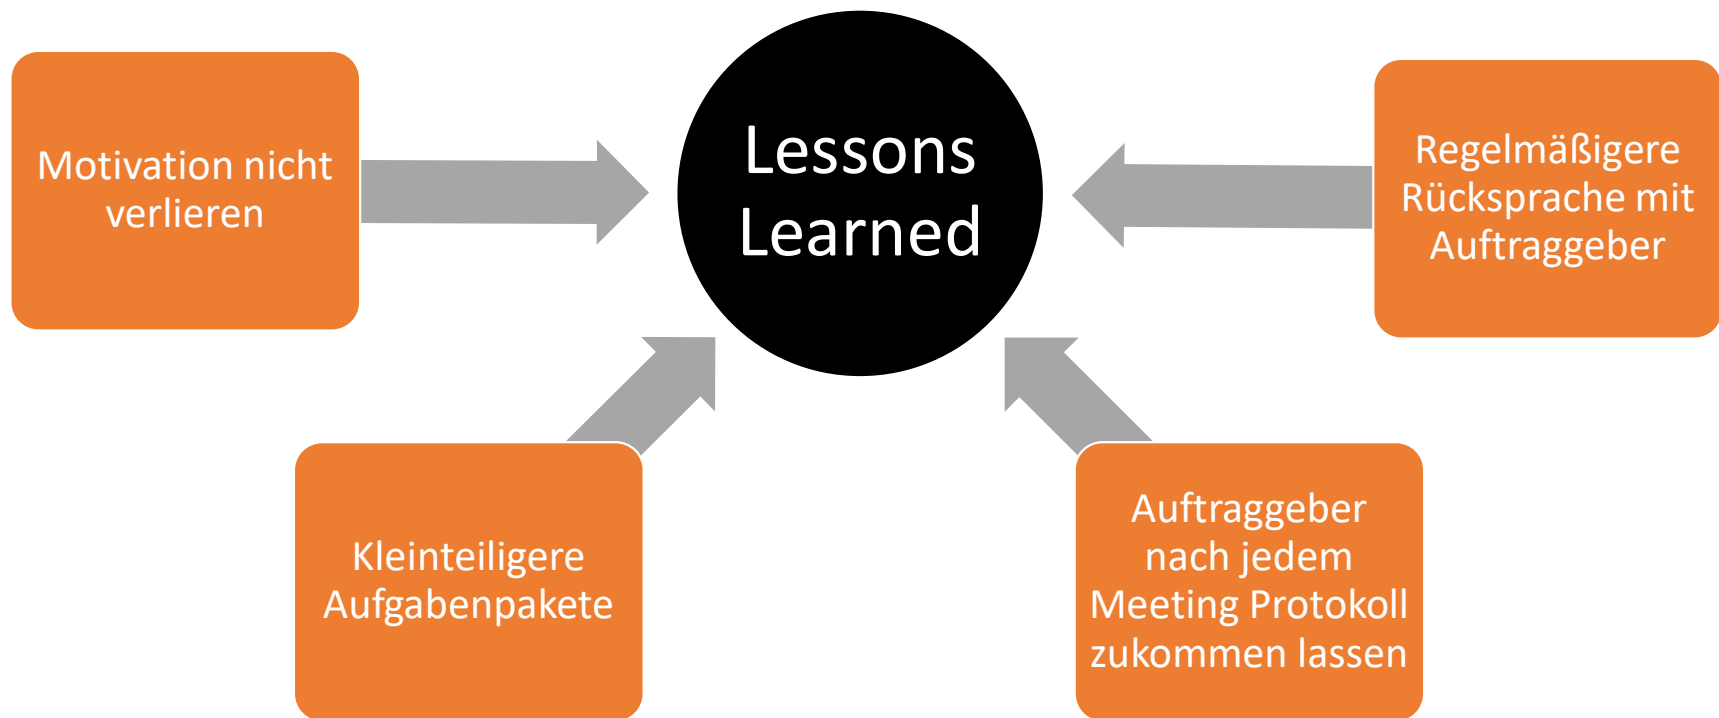 Lessons
Learned
Motivation nicht
verlieren
Kleinteiligere
Aufgabenpakete
Auftraggeber
nach jedem
Meeting Protokoll
zukommen lassen
Regelmäßigere
Rücksprache mit
Auftraggeber